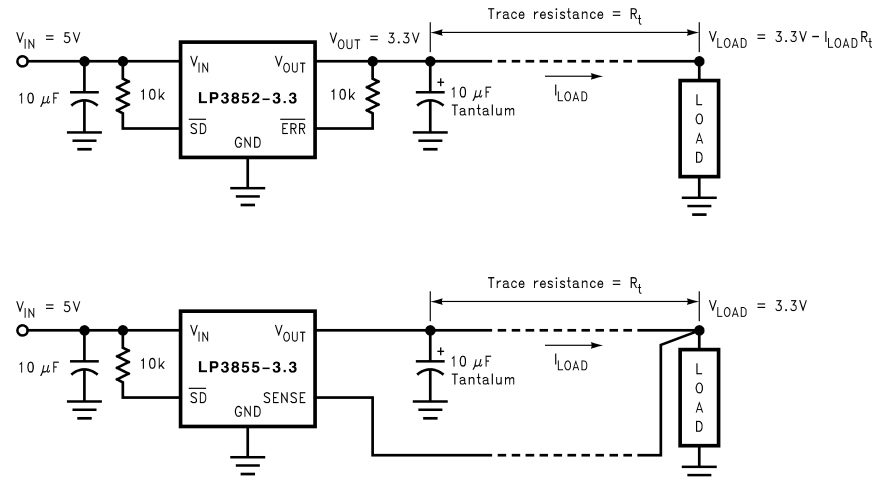 Trace resistance = Rt
VIN = 5V
VOUT = 3.3V
VLOAD = 3.3V - ILOADRt
VIN
VOUT
10 μF
10k
LP3852-3.3
10k
+
10 μF
Tantalum
ILOAD
LOAD
SD
ERR
GND
Trace resistance = Rt
VIN = 5V
VLOAD = 3.3V
VIN
VOUT
10 μF
10k
LP3855-3.3
+
10 μF
Tantalum
ILOAD
LOAD
SD
SENSE
GND